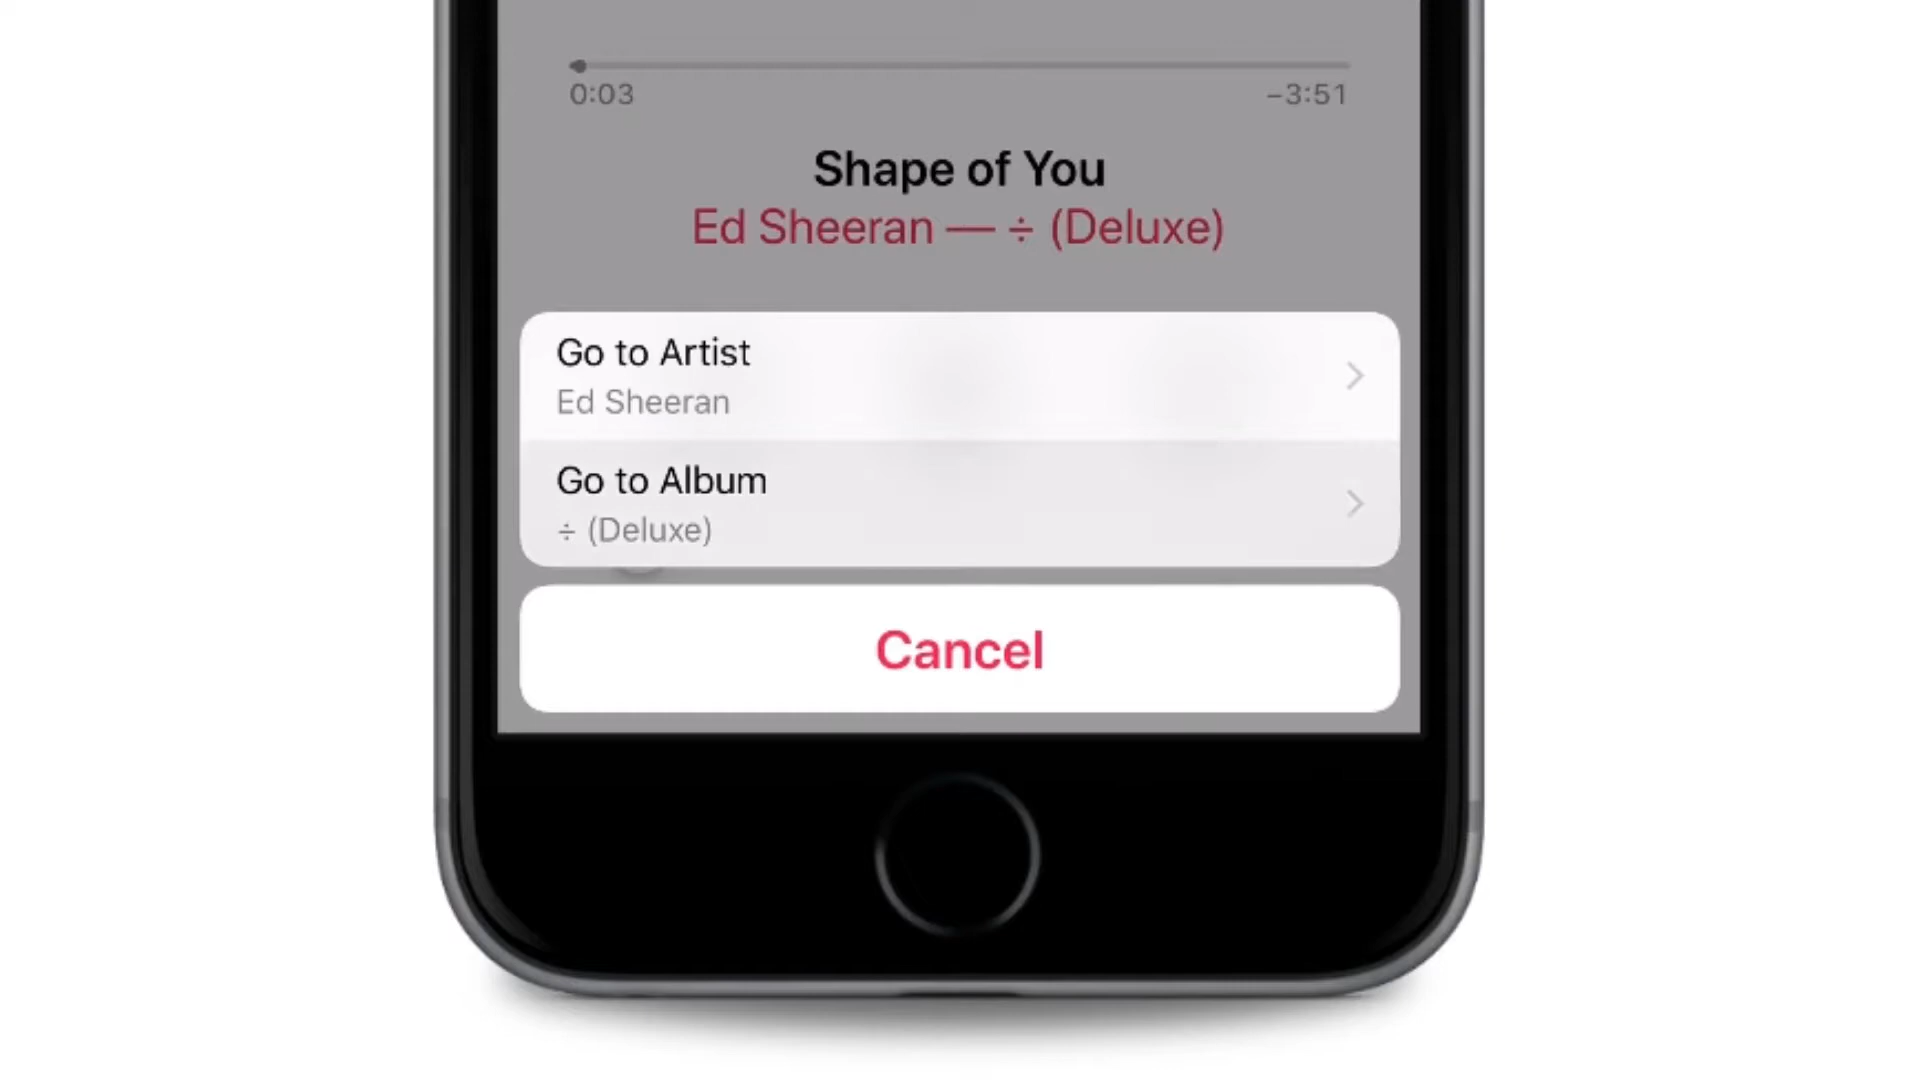 0:03
−3:51
Shape of You
Ed Sheeran — ÷ (Deluxe)
Go to Artist
Ed Sheeran
Go to Album
÷ (Deluxe)
Cancel